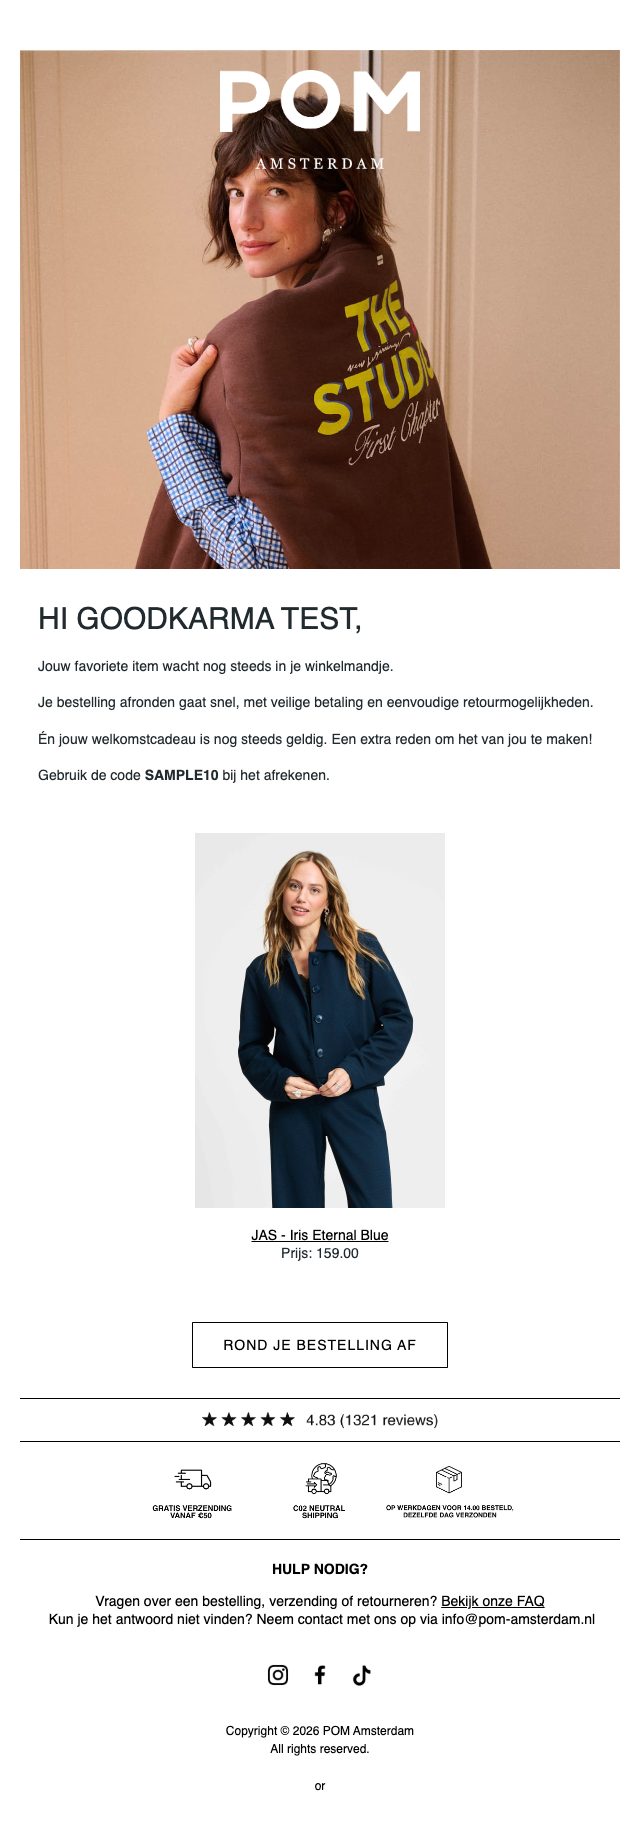 POM
AMSTERDAM
THE
new beginnings
STUDIO
First Chapter
HI GOODKARMA TEST,
Jouw favoriete item wacht nog steeds in je winkelmandje.
Je bestelling afronden gaat snel, met veilige betaling en eenvoudige retourmogelijkheden.
Én jouw welkomstcadeau is nog steeds geldig. Een extra reden om het van jou te maken!
Gebruik de code SAMPLE10 bij het afrekenen.
JAS - Iris Eternal Blue
Prijs: 159.00
ROND JE BESTELLING AF
★★★★★ 4.83 (1321 reviews)
GRATIS VERZENDING
VANAF €50
C02 NEUTRAL
SHIPPING
OP WERKDAGEN VOOR 14.00 BESTELD,
DEZELFDE DAG VERZONDEN
HULP NODIG?
Vragen over een bestelling, verzending of retourneren? Bekijk onze FAQ
Kun je het antwoord niet vinden? Neem contact met ons op via info@pom-amsterdam.nl
Copyright © 2026 POM Amsterdam
All rights reserved.
or